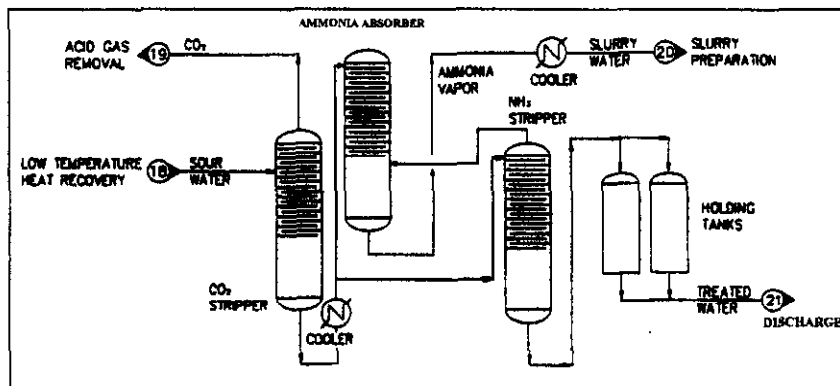 AMMONIA ABSORBER
ACID GAS
REMOVAL
19
CO₂
AMMONIA
VAPOR
COOLER
SLURRY
WATER
20
SLURRY
PREPARATION
NH₃
STRIPPER
LOW TEMPERATURE
HEAT RECOVERY
18
SOUR
WATER
HOLDING
TANKS
CO₂
STRIPPER
COOLER
TREATED
WATER
21
DISCHARGE